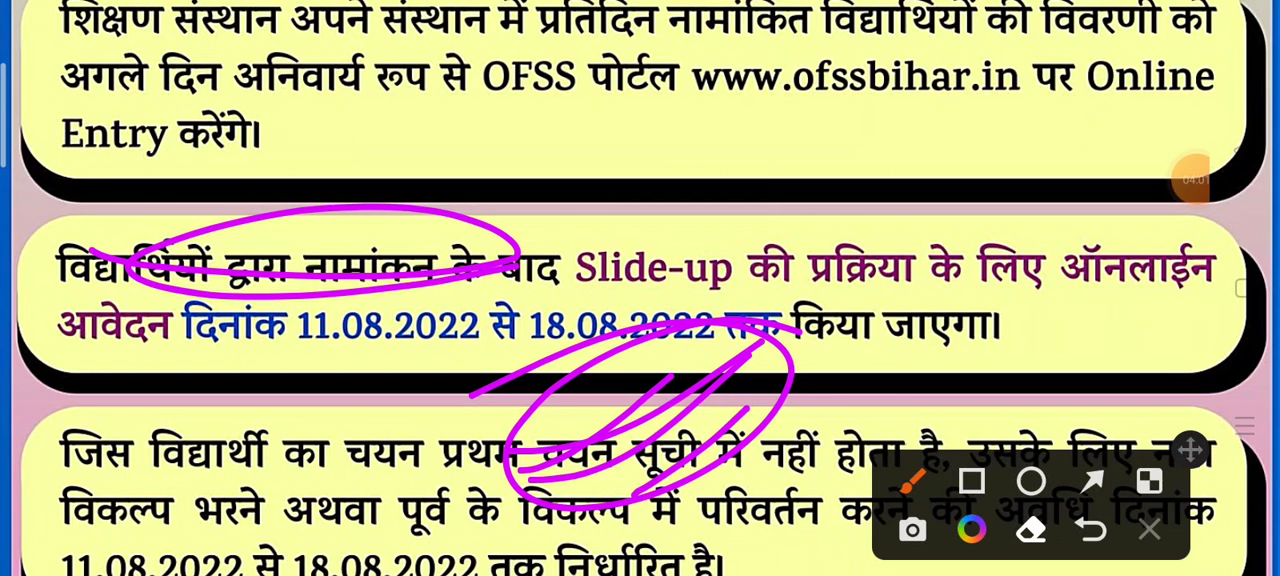 शिक्षण संस्थान अपने संस्थान में प्रतिदिन नामांकित विद्यार्थियों की विवरणी को
अगले दिन अनिवार्य रूप से OFSS पोर्टल www.ofssbihar.in पर Online
Entry करेंगे।
04:01
विद्यार्थियों द्वारा नामांकन के बाद Slide-up की प्रक्रिया के लिए ऑनलाईन
आवेदन दिनांक 11.08.2022 से 18.08.2022 तक किया जाएगा।
जिस विद्यार्थी का चयन प्रथम चयन सूची में नहीं होता है, उसके लिए
विकल्प भरने अथवा पूर्व के विकल्प में परिवर्तन करने की अवधि दिनांक
11.08.2022 से 18.08.2022 तक निर्धारित है।